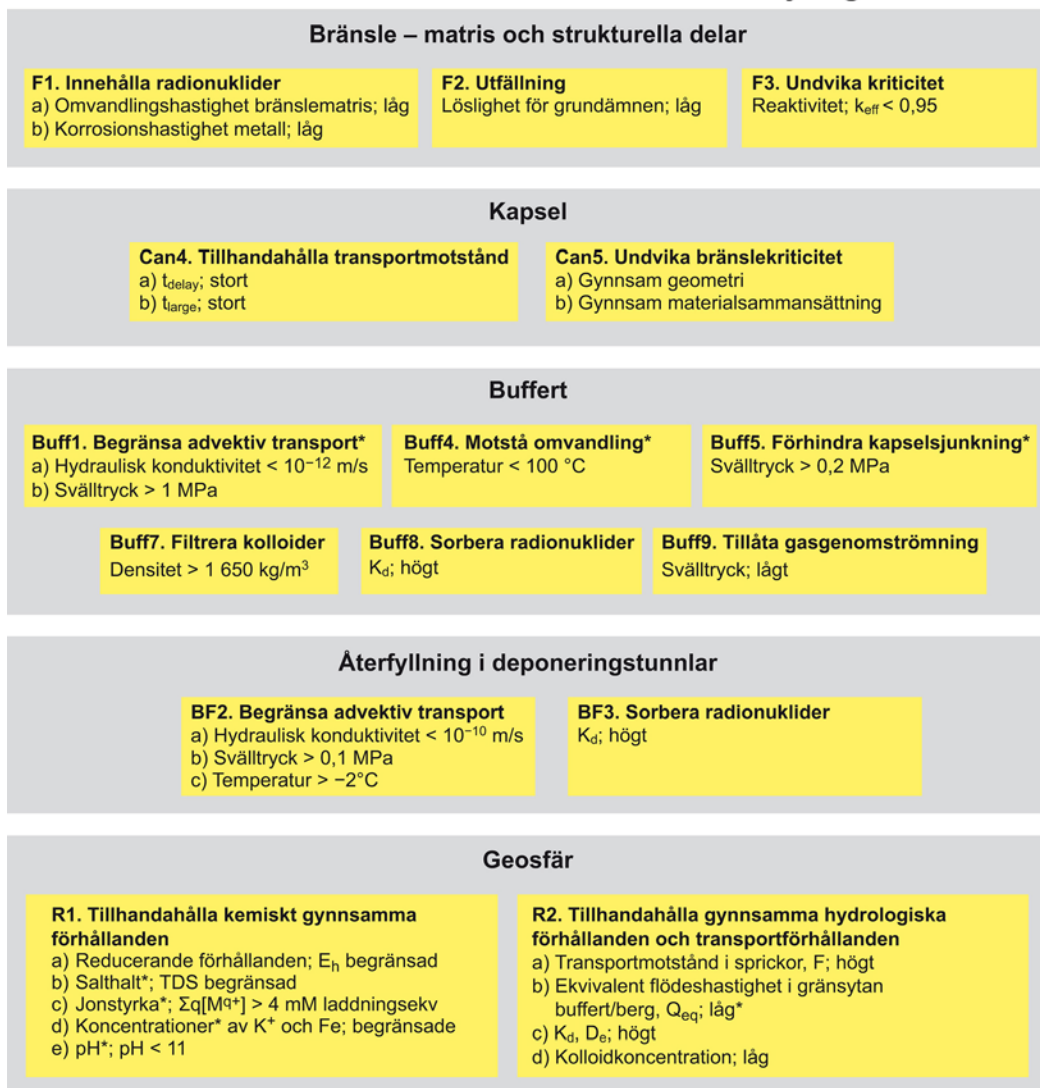 Bränsle – matris och strukturella delar
F1. Innehålla radionuklider
a) Omvandlingshastighet bränslematris; låg
b) Korrosionshastighet metall; låg
F2. Utfällning
Löslighet för grundämnen; låg
F3. Undvika kriticitet
Reaktivitet; keff < 0,95
Kapsel
Can4. Tillhandahålla transportmotstånd
a) tdelay; stort
b) tlarge; stort
Can5. Undvika bränslekriticitet
a) Gynnsam geometri
b) Gynnsam materialsammansättning
Buffert
Buff1. Begränsa advektiv transport*
a) Hydraulisk konduktivitet < 10⁻¹² m/s
b) Svälltryck > 1 MPa
Buff4. Motstå omvandling*
Temperatur < 100 °C
Buff5. Förhindra kapselsjunkning*
Svälltryck > 0,2 MPa
Buff7. Filtrera kolloider
Densitet > 1 650 kg/m³
Buff8. Sorbera radionuklider
Kd; högt
Buff9. Tillåta gasgenomströmning
Svälltryck; lågt
Återfyllning i deponeringstunnlar
BF2. Begränsa advektiv transport
a) Hydraulisk konduktivitet < 10⁻¹⁰ m/s
b) Svälltryck > 0,1 MPa
c) Temperatur > −2°C
BF3. Sorbera radionuklider
Kd; högt
Geosfär
R1. Tillhandahålla kemiskt gynnsamma
förhållanden
a) Reducerande förhållanden; Eh begränsad
b) Salthalt*; TDS begränsad
c) Jonstyrka*; Σq[Mq+] > 4 mM laddningsekv
d) Koncentrationer* av K⁺ och Fe; begränsade
e) pH*; pH < 11
R2. Tillhandahålla gynnsamma hydrologiska
förhållanden och transportförhållanden
a) Transportmotstånd i sprickor, F; högt
b) Ekvivalent flödeshastighet i gränsytan
buffert/berg, Qeq; låg*
c) Kd, De; högt
d) Kolloidkoncentration; låg